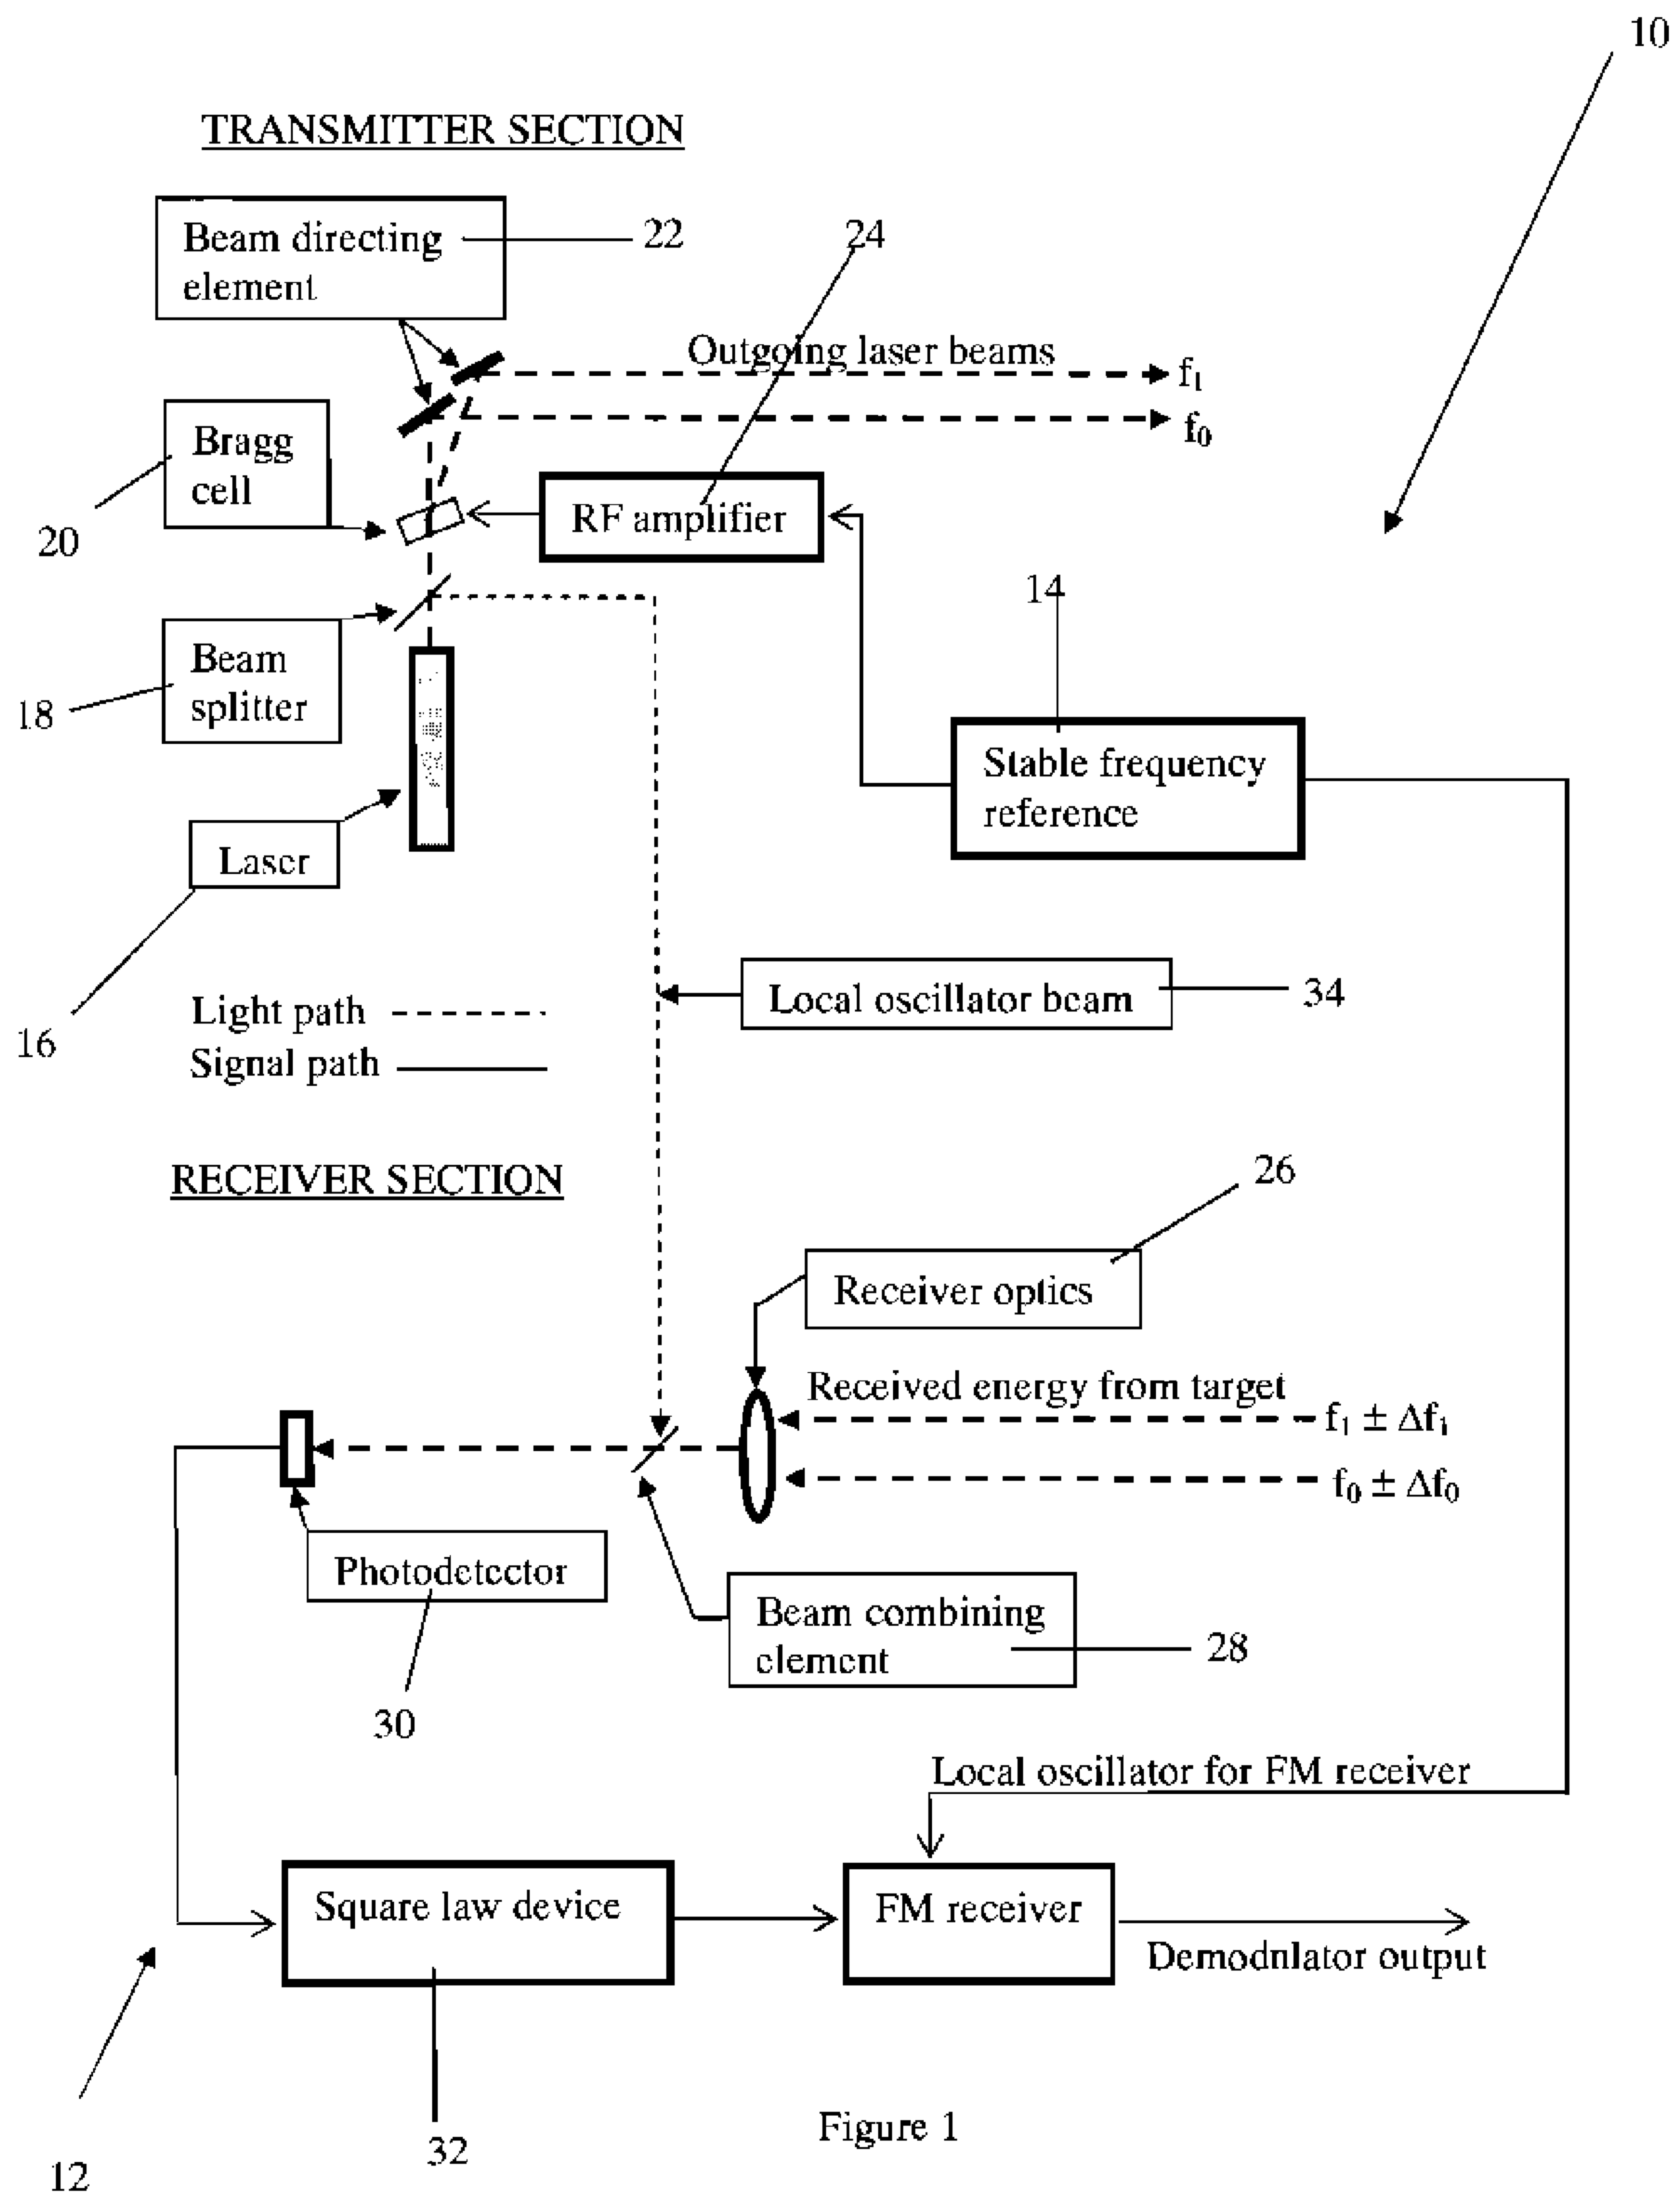 10
TRANSMITTER SECTION
Beam directing
element
22
24
Outgoing laser beams
f1
f0
Bragg
cell
20
RF amplifier
14
Beam
splitter
18
Stable frequency
reference
Laser
16
Local oscillator beam
34
Light path
Signal path
RECEIVER SECTION
26
Receiver optics
Received energy from target
f1 ± Δf1
f0 ± Δf0
Photodetector
30
Beam combining
element
28
Local oscillator for FM receiver
Square law device
FM receiver
Demodnlator output
32
12
Figure 1